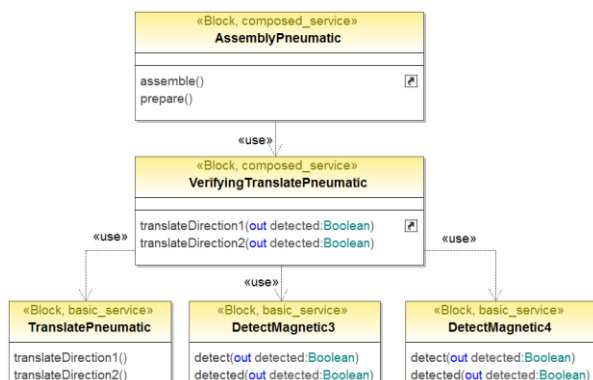 «Block, composed_service»
AssemblyPneumatic
assemble()
prepare()
«use»
«Block, composed_service»
VerifyingTranslatePneumatic
translateDirection1(out detected:Boolean)
translateDirection2(out detected:Boolean)
«use»
«use»
«use»
«Block, basic_service»
TranslatePneumatic
translateDirection1()
translateDirection2()
«Block, basic_service»
DetectMagnetic3
detect(out detected:Boolean)
detected(out detected:Boolean)
«Block, basic_service»
DetectMagnetic4
detect(out detected:Boolean)
detected(out detected:Boolean)